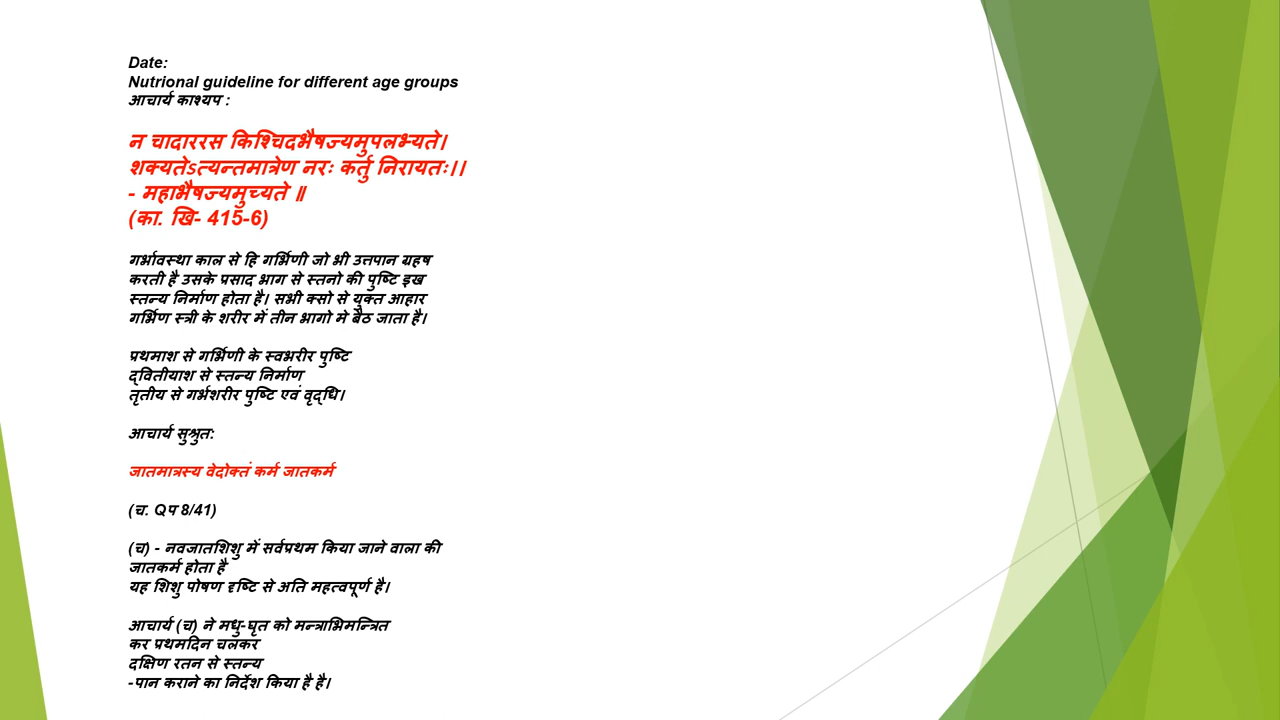 Date:
Nutrional guideline for different age groups
आचार्य काश्यप :
न चादाररस किश्चिदभैषज्यमुपलभ्यते।
शक्यतेऽत्यन्तमात्रेण नरः कर्तु निरायतः।।
- महाभैषज्यमुच्यते ॥
(का. खि- 415-6)
गर्भावस्था काल से हि गर्भिणी जो भी उत्तपान ग्रहष
करती है उसके प्रसाद भाग से स्तनो की पुष्टि इख
स्तन्य निर्माण होता है। सभी क्सो से युक्त आहार
गर्भिण स्त्री के शरीर में तीन भागो मे बैठ जाता है।
प्रथमाश से गर्भिणी के स्वभ्ररीर पुष्टि
द्वितीयाश से स्तन्य निर्माण
तृतीय से गर्भशरीर पुष्टि एवं वृद्धि।
आचार्य सुश्रुत:
जातमात्रस्य वेदोक्तं कर्म जातकर्म
(च. Qप 8/41)
(च) - नवजातशिशु में सर्वप्रथम किया जाने वाला की
जातकर्म होता है
यह शिशु पोषण दृष्टि से अति महत्वपूर्ण है।
आचार्य (च) ने मधु-घृत को मन्त्राभिमन्त्रित
कर प्रथमदिन चलकर
दक्षिण रतन से स्तन्य
-पान कराने का निर्देश किया है है।